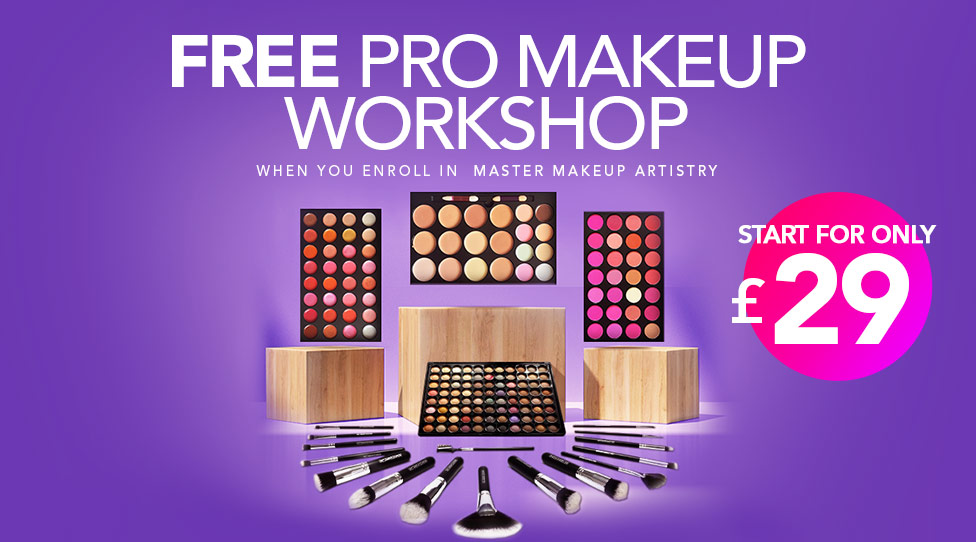 FREE PRO MAKEUP
WORKSHOP
WHEN YOU ENROLL IN MASTER MAKEUP ARTISTRY
START FOR ONLY
£29